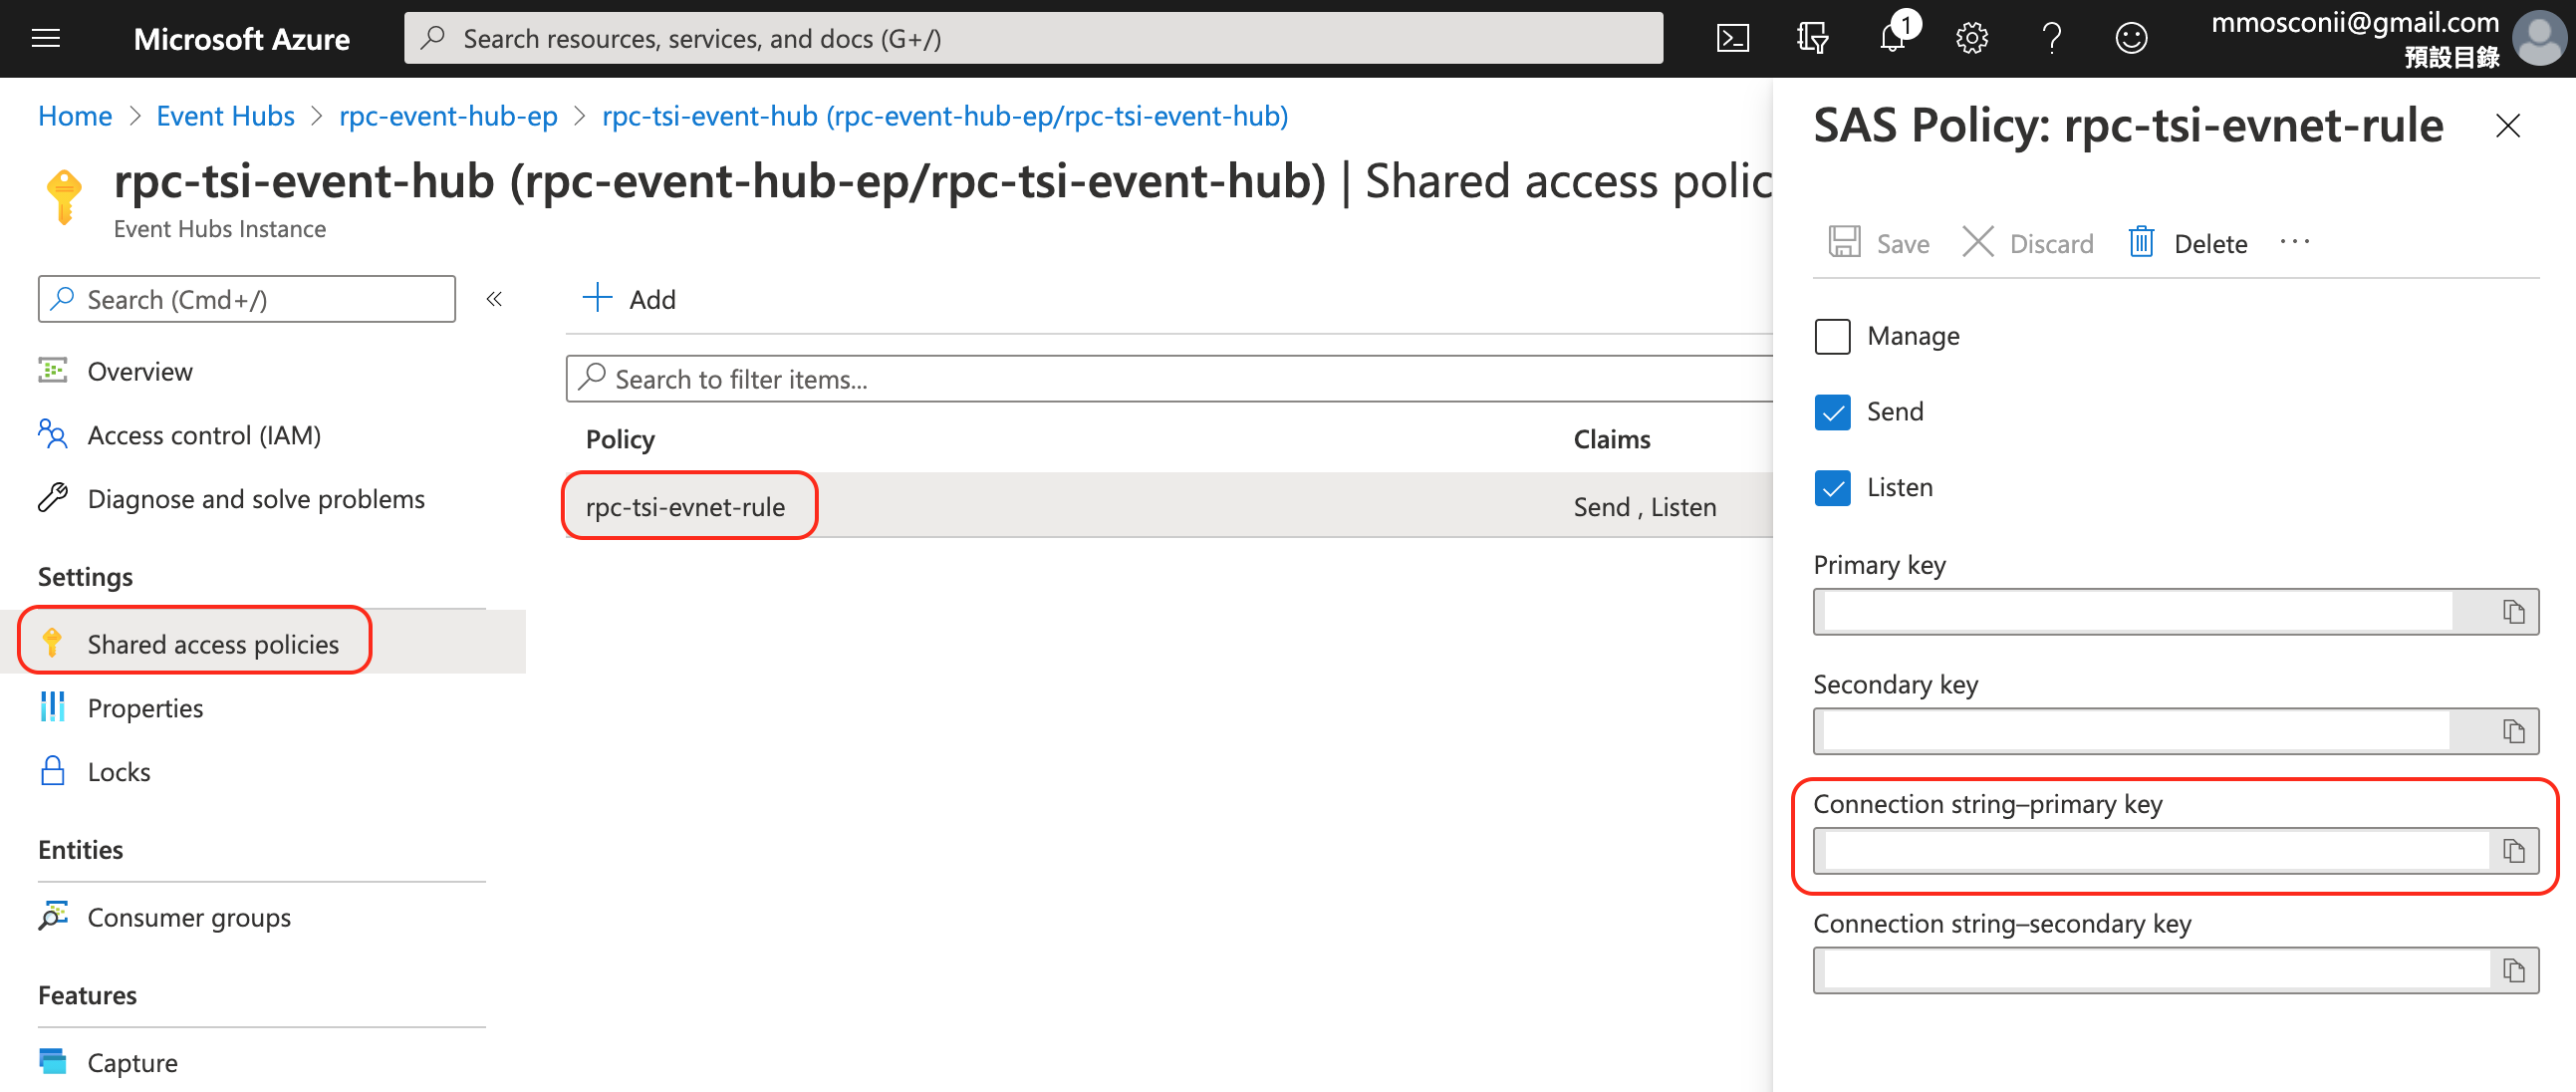 Microsoft Azure
Search resources, services, and docs (G+/)
1
mmosconii@gmail.com
預設目錄
Home > Event Hubs > rpc-event-hub-ep > rpc-tsi-event-hub (rpc-event-hub-ep/rpc-tsi-event-hub)
rpc-tsi-event-hub (rpc-event-hub-ep/rpc-tsi-event-hub) | Shared access polic
Event Hubs Instance
Search (Cmd+/)
«
Overview
Access control (IAM)
Diagnose and solve problems
Settings
Shared access policies
Properties
Locks
Entities
Consumer groups
Features
Capture
Add
Search to filter items...
Policy Claims
rpc-tsi-evnet-rule Send , Listen
SAS Policy: rpc-tsi-evnet-rule
Save Discard Delete ...
Manage
Send
Listen
Primary key
Secondary key
Connection string–primary key
Connection string–secondary key